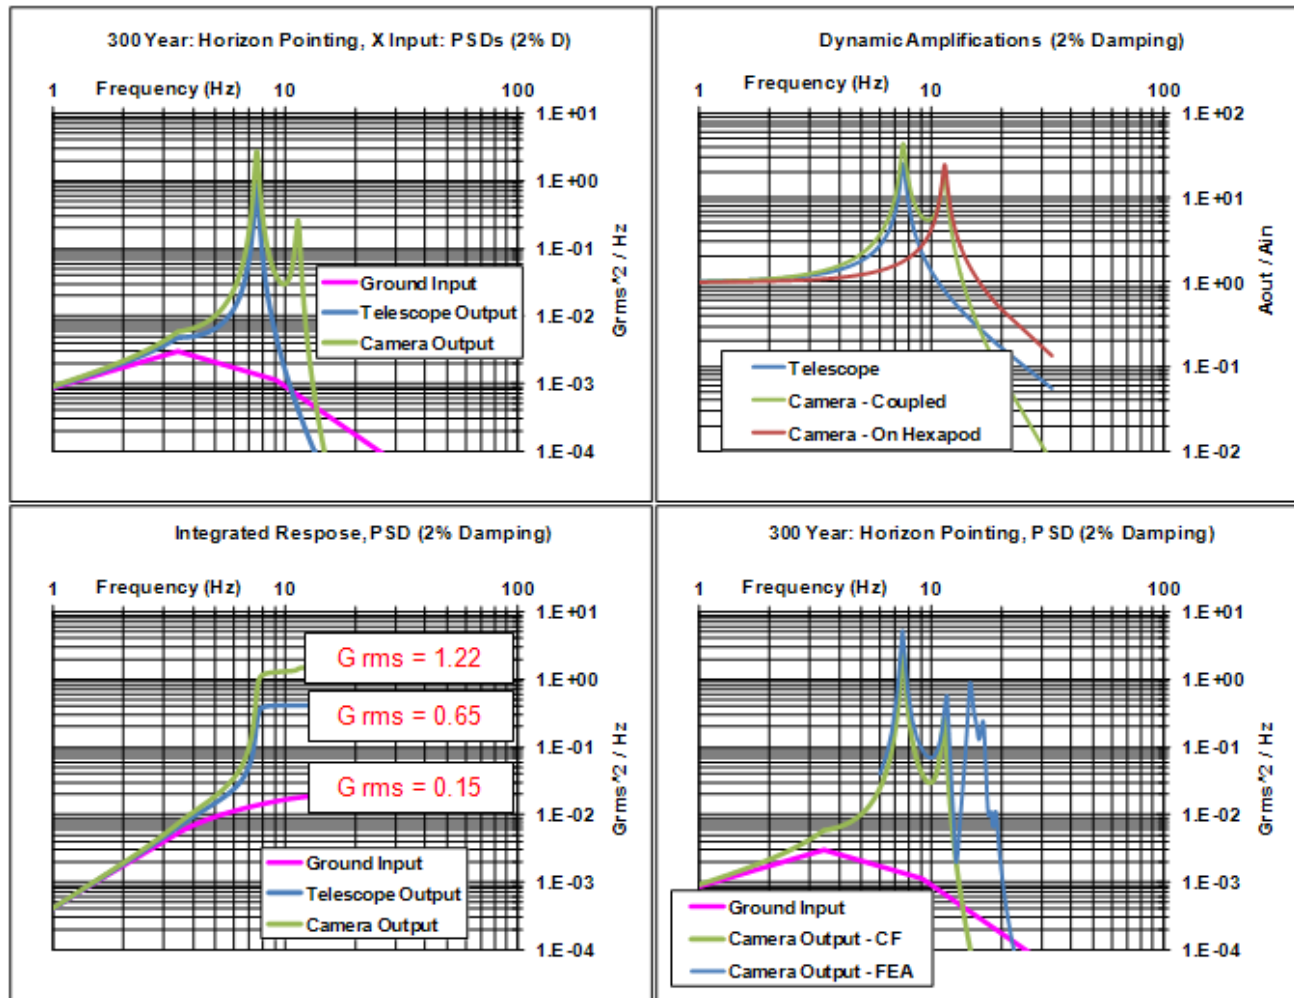 300 Year: Horizon Pointing, X Input: PSDs (2% D)
1 Frequency (Hz) 10 100
1.E+01
1.E+00
1.E-01
1.E-02
1.E-03
1.E-04
Grms^2 / Hz
Ground Input
Telescope Output
Camera Output
Dynamic Amplifications (2% Damping)
1 Frequency (Hz) 10 100
1.E+02
1.E+01
1.E+00
1.E-01
1.E-02
Aout / Ain
Telescope
Camera - Coupled
Camera - On Hexapod
Integrated Respose, PSD (2% Damping)
1 Frequency (Hz) 10 100
1.E+01
1.E+00
1.E-01
1.E-02
1.E-03
1.E-04
Grms^2 / Hz
G rms = 1.22
G rms = 0.65
G rms = 0.15
Ground Input
Telescope Output
Camera Output
300 Year: Horizon Pointing, PSD (2% Damping)
1 Frequency (Hz) 10 100
1.E+01
1.E+00
1.E-01
1.E-02
1.E-03
1.E-04
Grms^2 / Hz
Ground Input
Camera Output - CF
Camera Output - FEA